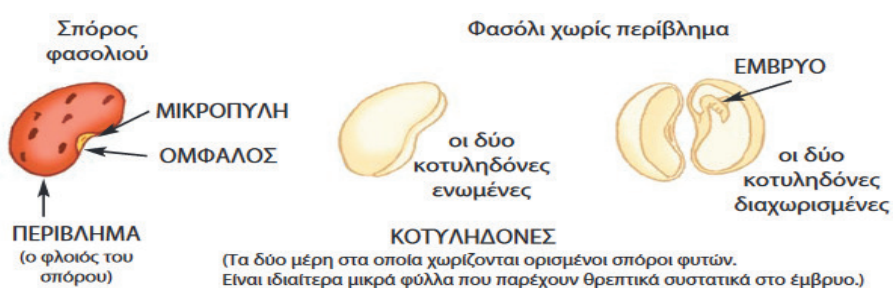 Σπόρος
φασολιού
Φασόλι χωρίς περίβλημα
ΕΜΒΡΥΟ
ΜΙΚΡΟΠΥΛΗ
ΟΜΦΑΛΟΣ
οι δύο
κοτυληδόνες
ενωμένες
οι δύο
κοτυληδόνες
διαχωρισμένες
ΠΕΡΙΒΛΗΜΑ
(ο φλοιός του
σπόρου)
ΚΟΤΥΛΗΔΟΝΕΣ
(Τα δύο μέρη στα οποία χωρίζονται ορισμένοι σπόροι φυτών.
Είναι ιδιαίτερα μικρά φύλλα που παρέχουν θρεπτικά συστατικά στο έμβρυο.)